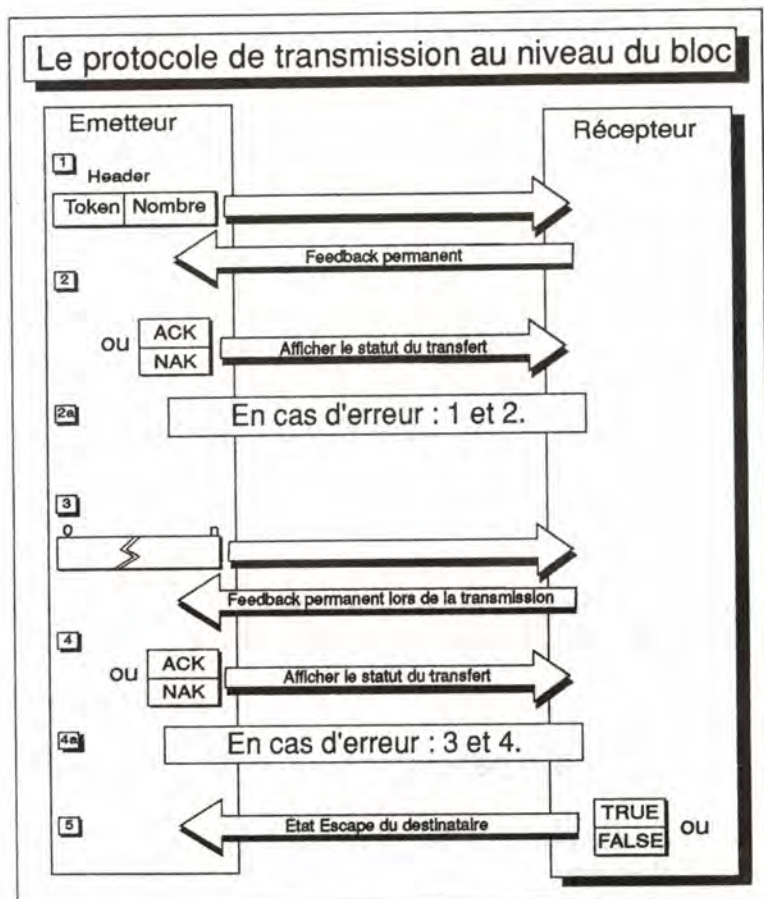 Le protocole de transmission au niveau du bloc
Emetteur
Récepteur
1
Header
Token Nombre
Feedback permanent
2
ou ACK
NAK
Afficher le statut du transfert
2a
En cas d'erreur : 1 et 2.
3
0 n
Feedback permanent lors de la transmission
4
ou ACK
NAK
Afficher le statut du transfert
4a
En cas d'erreur : 3 et 4.
5
Etat Escape du destinataire
TRUE
FALSE ou